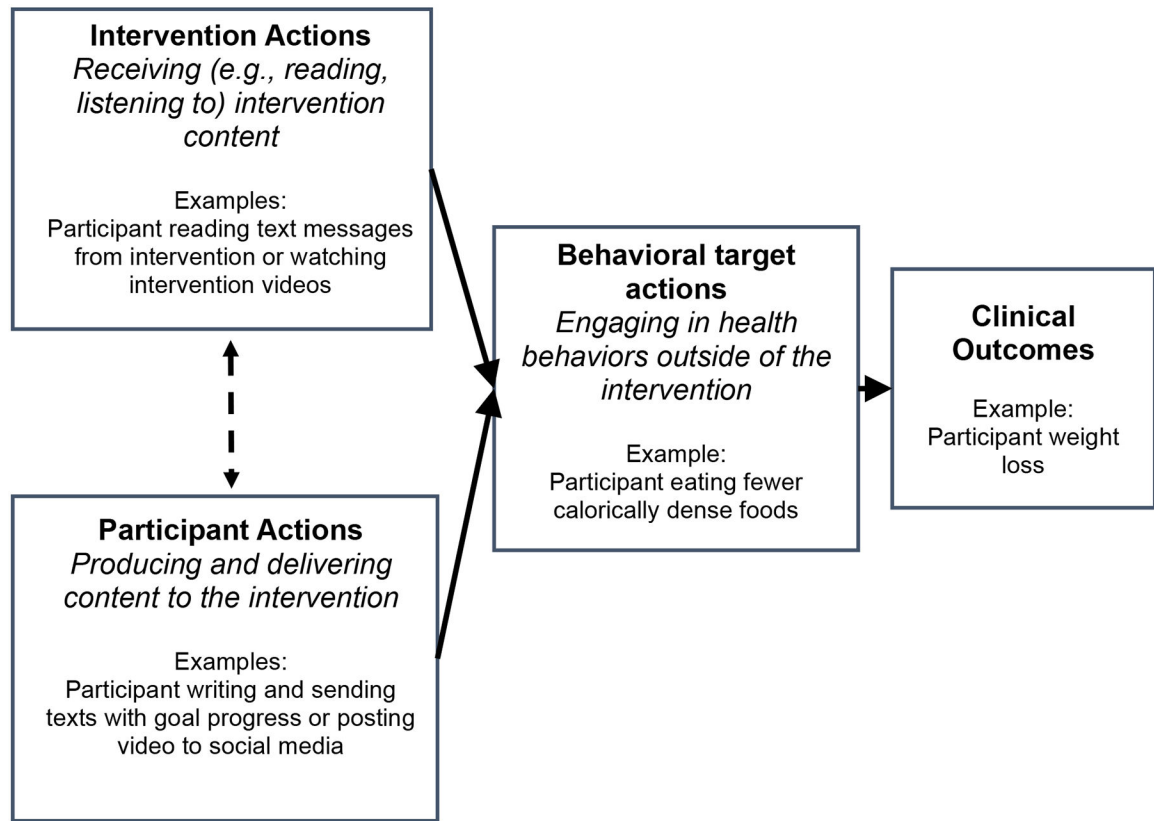 Intervention Actions
Receiving (e.g., reading,
listening to) intervention
content
Examples:
Participant reading text messages
from intervention or watching
intervention videos
Participant Actions
Producing and delivering
content to the intervention
Examples:
Participant writing and sending
texts with goal progress or posting
video to social media
Behavioral target
actions
Engaging in health
behaviors outside of the
intervention
Example:
Participant eating fewer
calorically dense foods
Clinical
Outcomes
Example:
Participant weight
loss